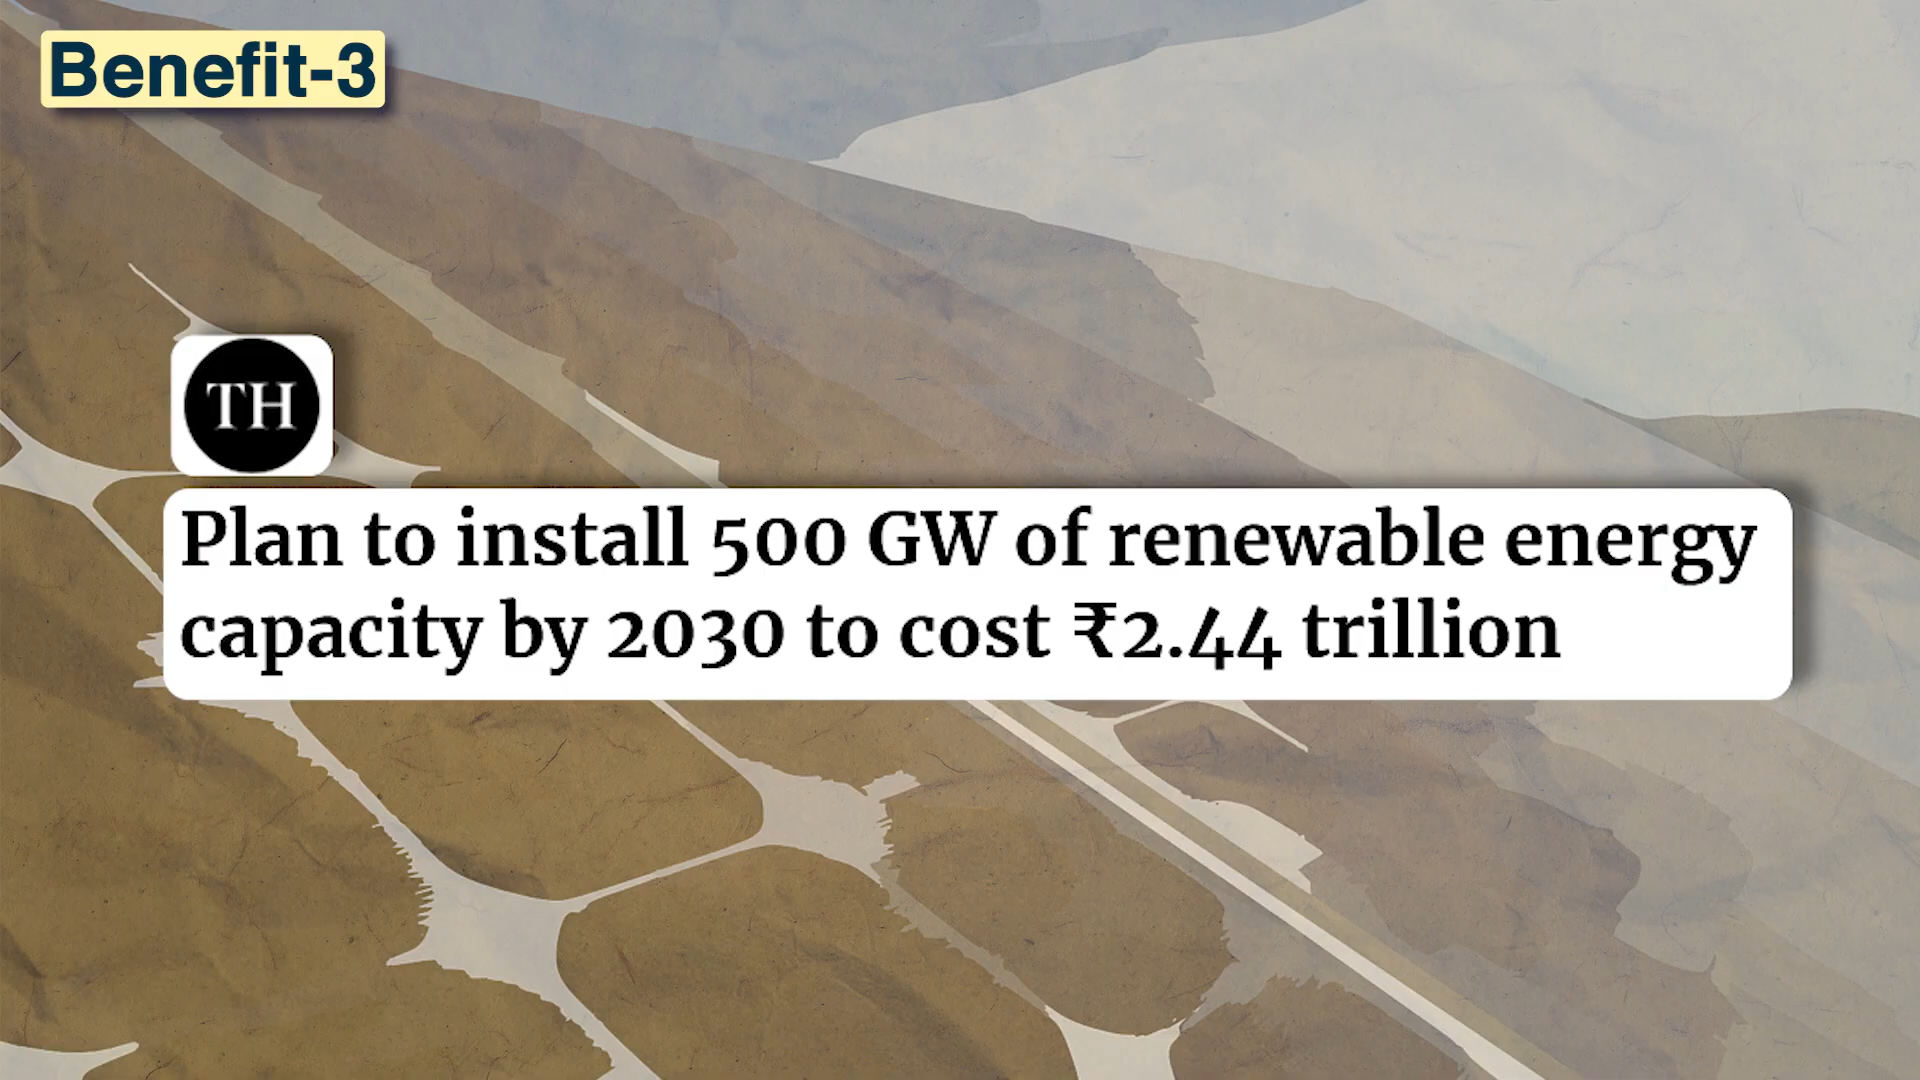 Benefit-3
TH
Plan to install 500 GW of renewable energy
capacity by 2030 to cost ₹2.44 trillion